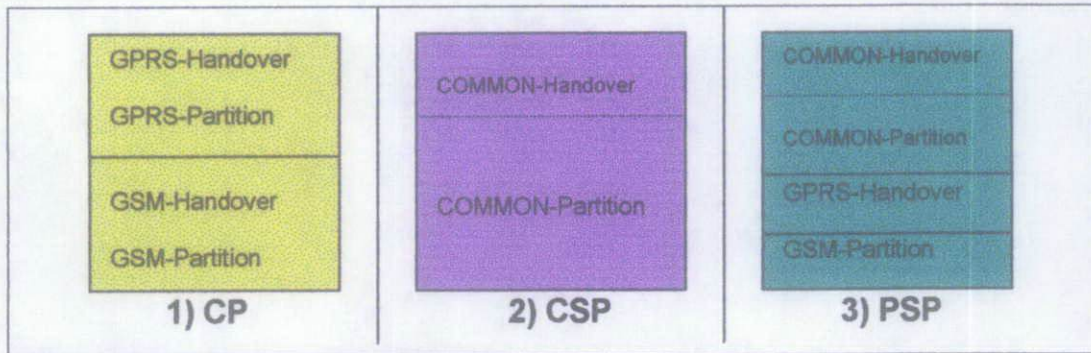 GPRS-Handover
GPRS-Partition
GSM-Handover
GSM-Partition
1) CP
COMMON-Handover
COMMON-Partition
2) CSP
COMMON-Handover
COMMON-Partition
GPRS-Handover
GSM-Partition
3) PSP